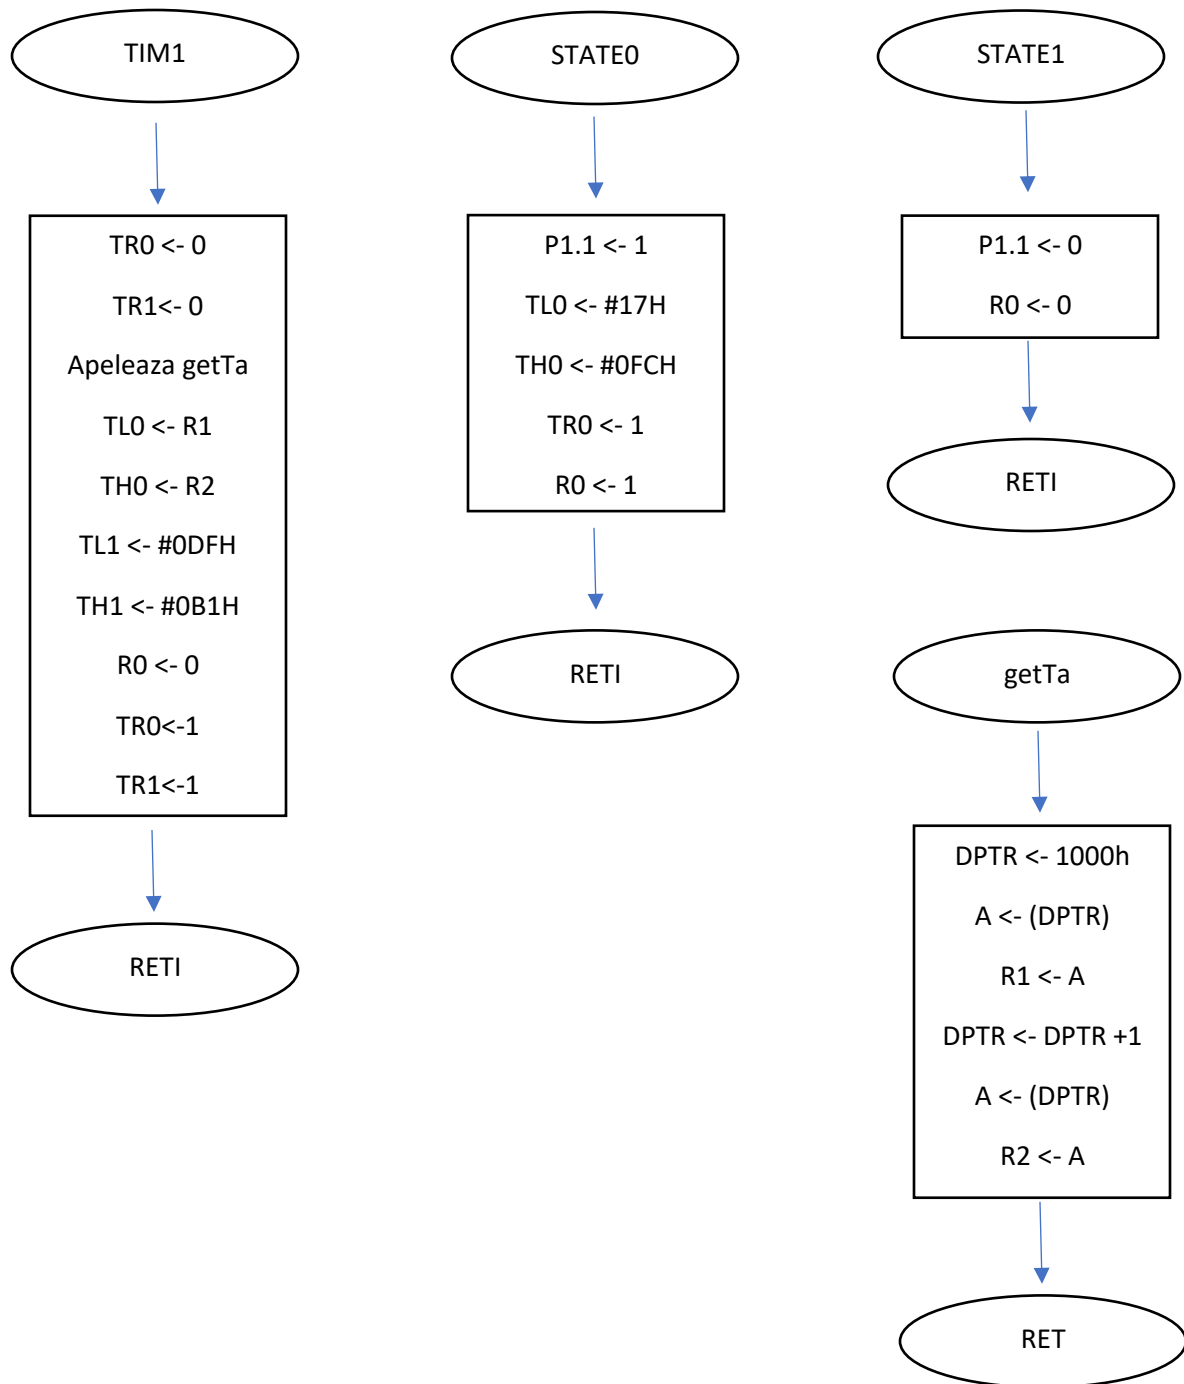 TIM1
TR0 <- 0
TR1<- 0
Apeleaza getTa
TL0 <- R1
TH0 <- R2
TL1 <- #0DFH
TH1 <- #0B1H
R0 <- 0
TR0<-1
TR1<-1
RETI
STATE0
P1.1 <- 1
TL0 <- #17H
TH0 <- #0FCH
TR0 <- 1
R0 <- 1
RETI
STATE1
P1.1 <- 0
R0 <- 0
RETI
getTa
DPTR <- 1000h
A <- (DPTR)
R1 <- A
DPTR <- DPTR +1
A <- (DPTR)
R2 <- A
RET